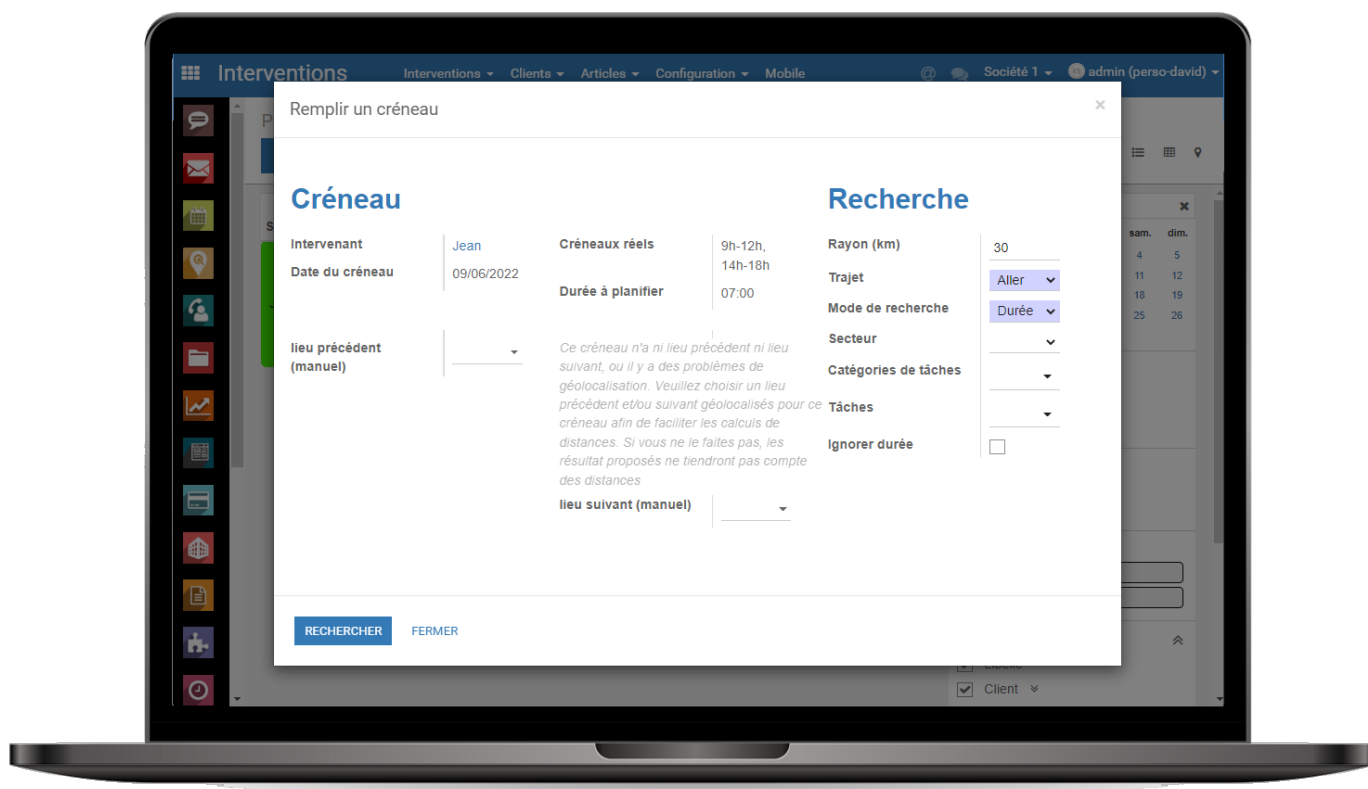 Interventions
Interventions Clients Articles Configuration Mobile
@ Société 1 admin (perso-david)
Remplir un créneau
×
P
S
Créneau
Intervenant
Jean
Date du créneau
09/06/2022
lieu précédent
(manuel)
Créneaux réels
9h-12h,
14h-18h
Durée à planifier
07:00
Ce créneau n'a ni lieu précédent ni lieu
suivant, ou il y a des problèmes de
géolocalisation. Veuillez choisir un lieu
précédent et/ou suivant géolocalisés pour ce
créneau afin de faciliter les calculs de
distances. Si vous ne le faites pas, les
résultat proposés ne tiendront pas compte
des distances
lieu suivant (manuel)
Recherche
Rayon (km)
30
Trajet
Aller
Mode de recherche
Durée
Secteur
Catégories de tâches
Tâches
Ignorer durée
RECHERCHER
FERMER
sam. dim.
4 5
11 12
18 19
25 26
Client